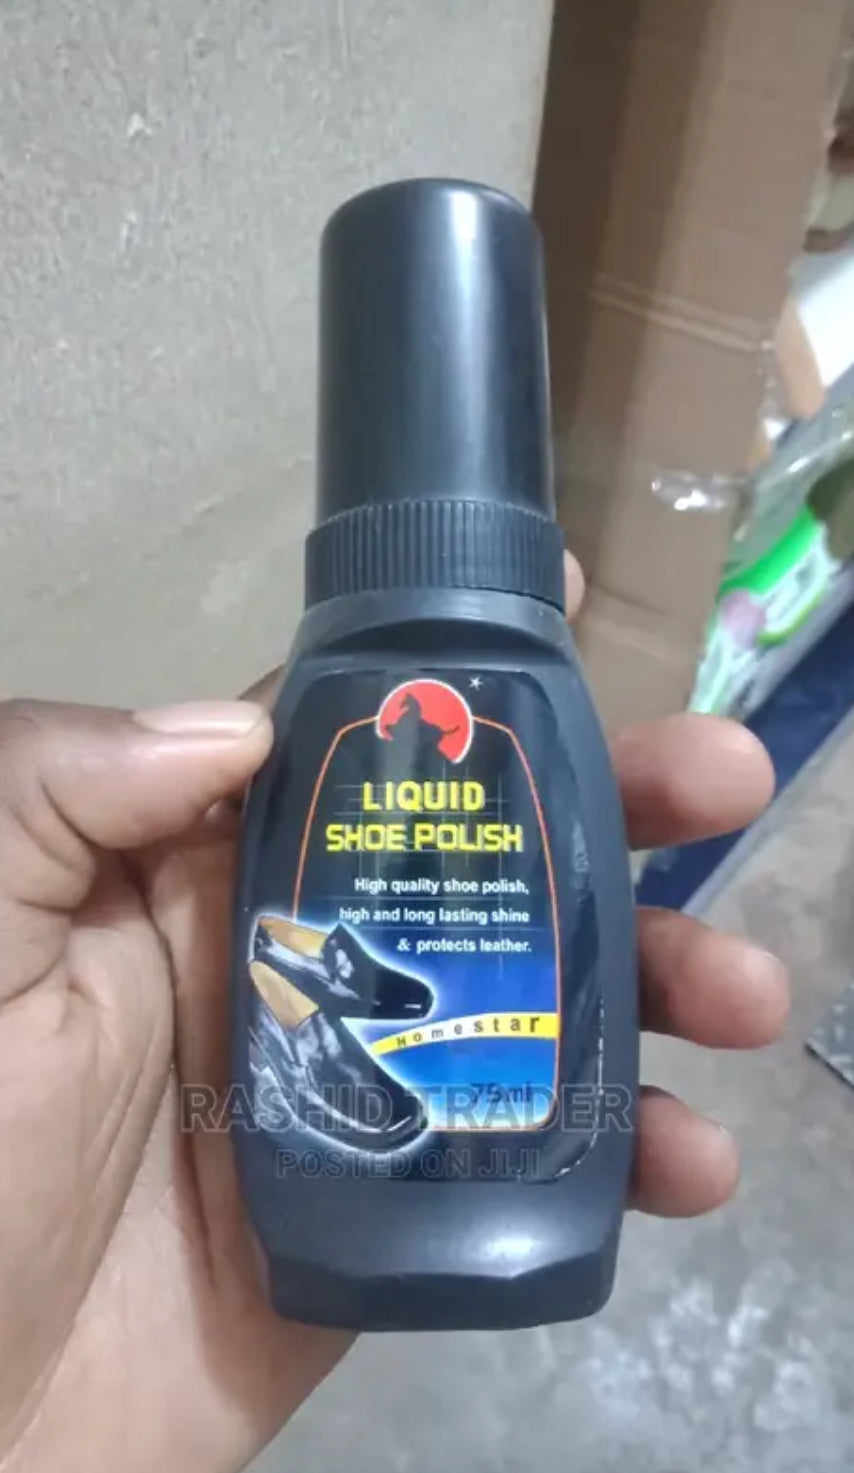 LIQUID
SHOE POLISH
High quality shoe polish,
high and long lasting shine
& protects leather.
Homestar
75ml
RASHID TRADER
POSTED ON JIJI